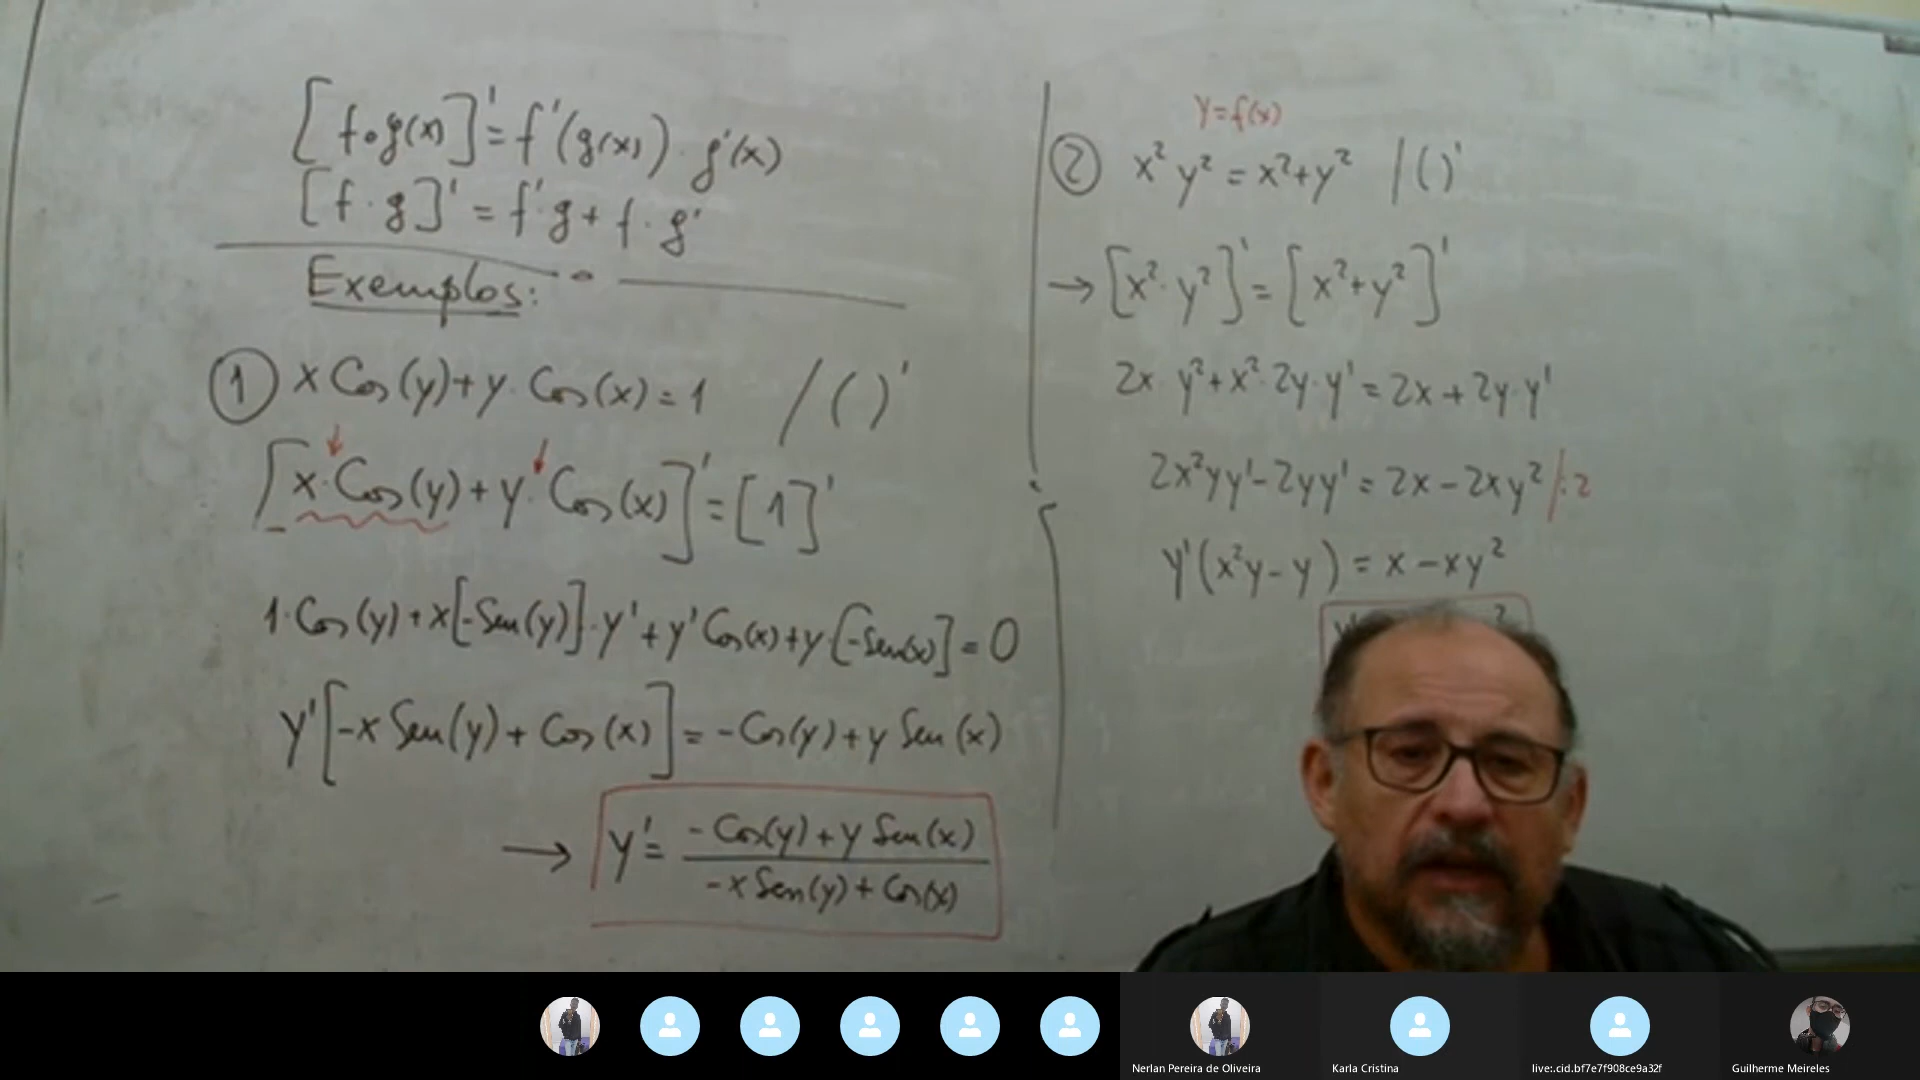 [f∘g(x)]' = f'(g(x)) · g'(x)
[f · g]' = f'·g + f · g'
Exemplos:
① x Cos(y) + y · Cos(x) = 1 / ( )'
[x · Cos(y) + y · Cos(x)]' = [1]'
1 · Cos(y) + x[-Sen(y)] · y' + y' Cos(x) + y · [-Sen(x)] = 0
y'[-x Sen(y) + Cos(x)] = -Cos(y) + y Sen(x)
→ y' = (-Cos(y) + y Sen(x)) / (-x Sen(y) + Cos(x))
y = f(x)
② x² y² = x² + y² / ( )'
→ [x² · y²]' = [x² + y²]'
2x · y² + x² · 2y · y' = 2x + 2y · y'
2x²yy' - 2yy' = 2x - 2xy² / :2
y'(x²y - y) = x - xy²
Nerlan Pereira de Oliveira
Karla Cristina
live:.cid.bf7e7f908ce9a32f
Guilherme Meireles